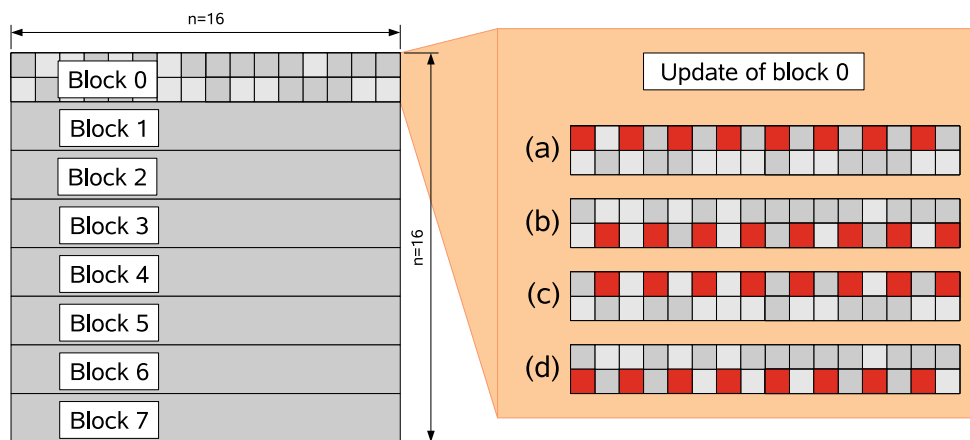 n=16
Block 0
Block 1
Block 2
Block 3
Block 4
Block 5
Block 6
Block 7
n=16
Update of block 0
(a)
(b)
(c)
(d)